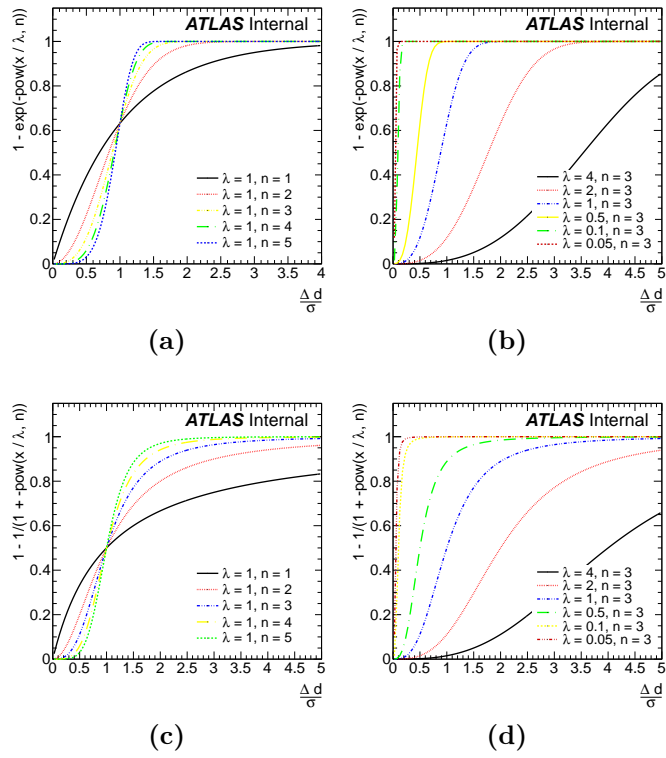 ATLAS Internal
1 - exp(-pow(x / λ, n))
1
0.8
0.6
0.4
0.2
0
λ = 1, n = 1
λ = 1, n = 2
λ = 1, n = 3
λ = 1, n = 4
λ = 1, n = 5
0 0.5 1 1.5 2 2.5 3 3.5 4
Δ d
σ
(a)
ATLAS Internal
1 - exp(-pow(x / λ, n))
1
0.8
0.6
0.4
0.2
0
λ = 4, n = 3
λ = 2, n = 3
λ = 1, n = 3
λ = 0.5, n = 3
λ = 0.1, n = 3
λ = 0.05, n = 3
0 0.5 1 1.5 2 2.5 3 3.5 4 4.5 5
Δ d
σ
(b)
ATLAS Internal
1 - 1/(1 + -pow(x / λ, n))
1
0.8
0.6
0.4
0.2
0
λ = 1, n = 1
λ = 1, n = 2
λ = 1, n = 3
λ = 1, n = 4
λ = 1, n = 5
0 0.5 1 1.5 2 2.5 3 3.5 4 4.5 5
Δ d
σ
(c)
ATLAS Internal
1 - 1/(1 + -pow(x / λ, n))
1
0.8
0.6
0.4
0.2
0
λ = 4, n = 3
λ = 2, n = 3
λ = 1, n = 3
λ = 0.5, n = 3
λ = 0.1, n = 3
λ = 0.05, n = 3
0 0.5 1 1.5 2 2.5 3 3.5 4 4.5 5
Δ d
σ
(d)